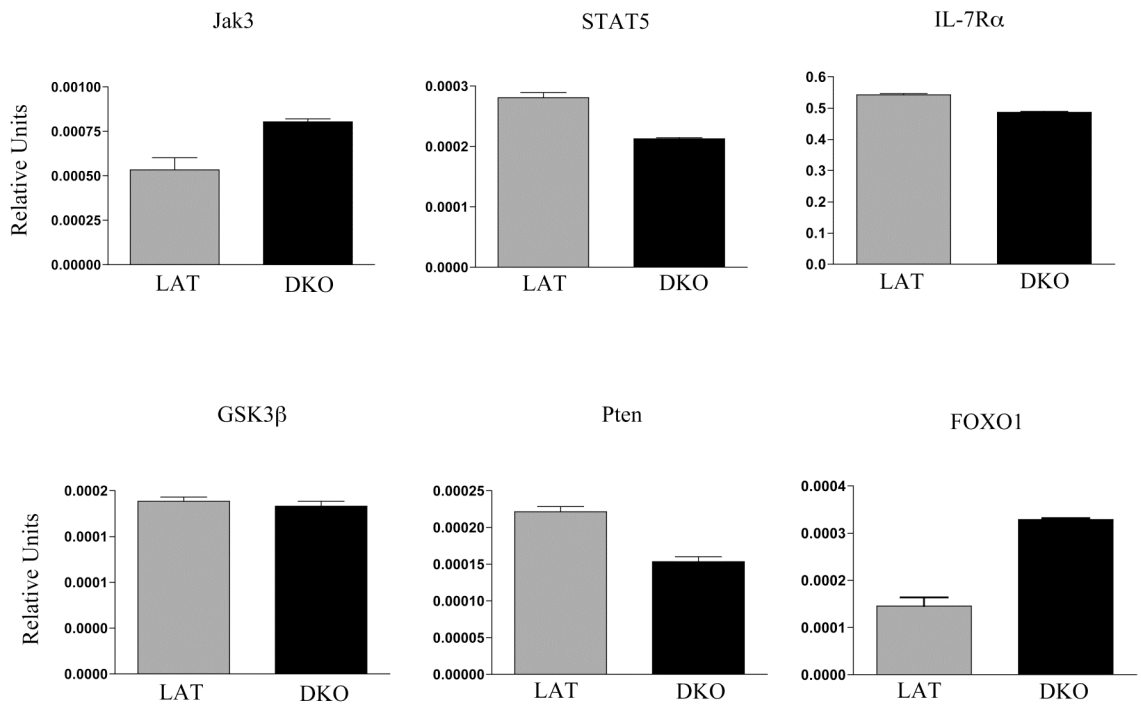 Jak3
STAT5
IL-7Rα
Relative Units
0.00100
0.00075
0.00050
0.00025
0.00000
LAT
DKO
0.0003
0.0002
0.0001
0.0000
LAT
DKO
0.6
0.5
0.4
0.3
0.2
0.1
0.0
LAT
DKO
GSK3β
Pten
FOXO1
Relative Units
0.0002
0.0001
0.0001
0.0000
0.0000
LAT
DKO
0.00025
0.00020
0.00015
0.00010
0.00005
0.00000
LAT
DKO
0.0004
0.0003
0.0002
0.0001
0.0000
LAT
DKO